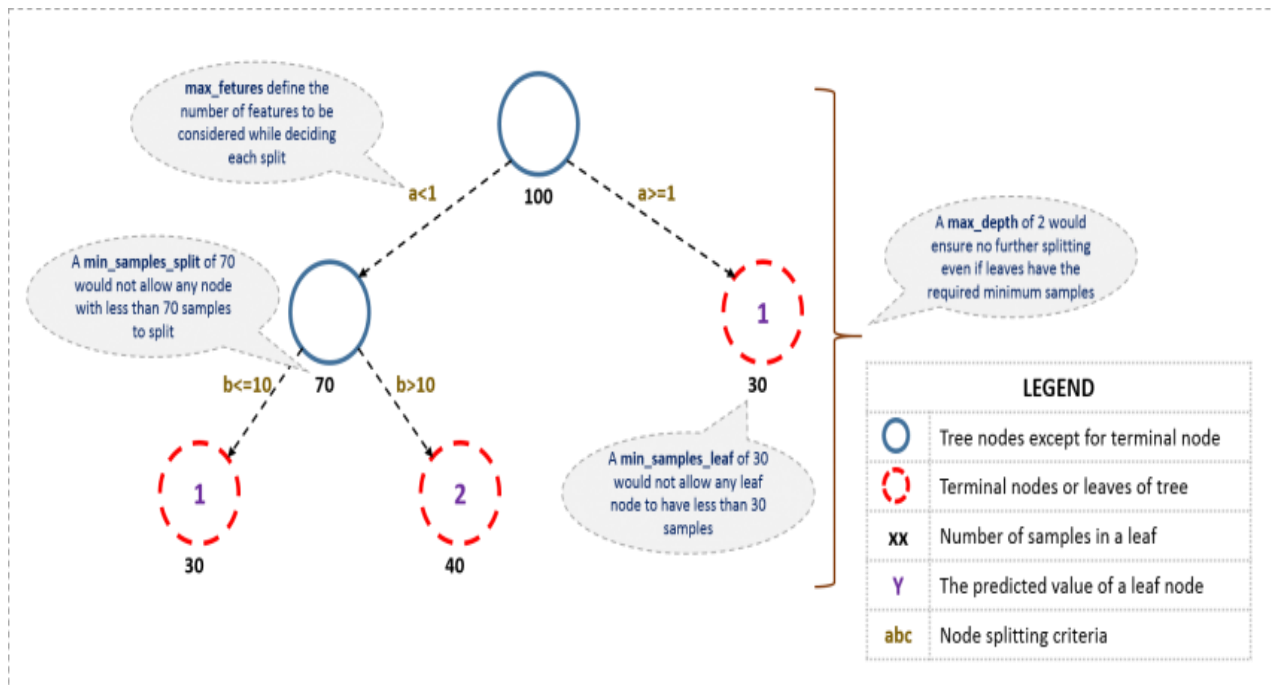 max_fetures define the
number of features to be
considered while deciding
each split
a<1
100
a>=1
A min_samples_split of 70
would not allow any node
with less than 70 samples
to split
A max_depth of 2 would
ensure no further splitting
even if leaves have the
required minimum samples
1
b<=10
70
b>10
30
1
30
2
40
A min_samples_leaf of 30
would not allow any leaf
node to have less than 30
samples
LEGEND
Tree nodes except for terminal node
Terminal nodes or leaves of tree
xx Number of samples in a leaf
Y The predicted value of a leaf node
abc Node splitting criteria